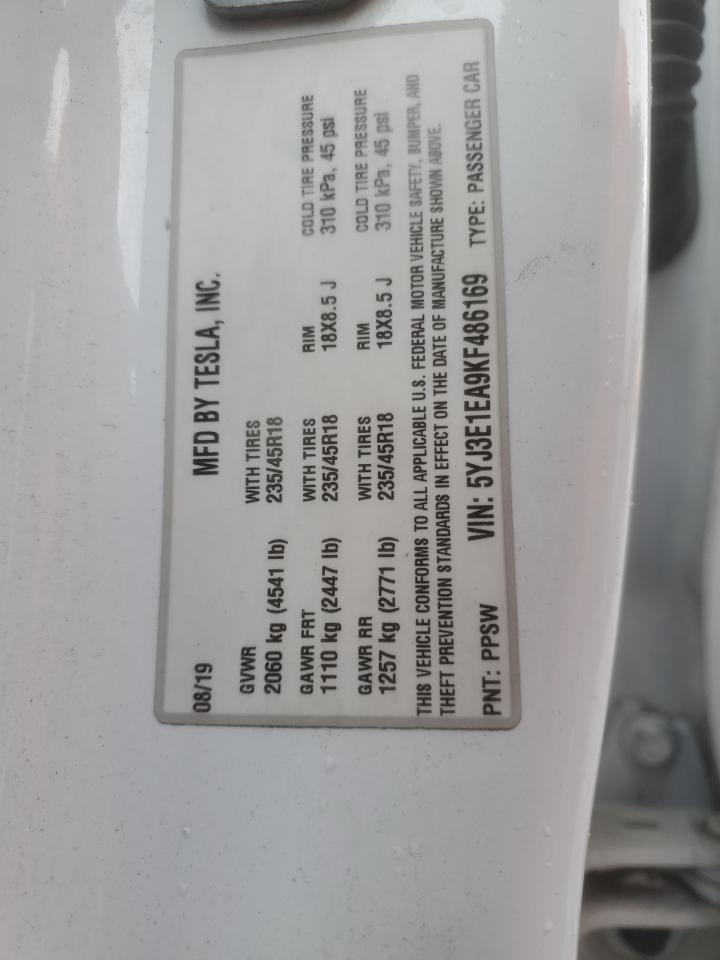 MFD BY TESLA, INC.
08/19
GVWR WITH TIRES
2060 kg (4541 lb) 235/45R18
GAWR FRT WITH TIRES RIM COLD TIRE PRESSURE
1110 kg (2447 lb) 235/45R18 18X8.5 J 310 kPa, 45 psi
GAWR RR WITH TIRES RIM COLD TIRE PRESSURE
1257 kg (2771 lb) 235/45R18 18X8.5 J 310 kPa, 45 psi
THIS VEHICLE CONFORMS TO ALL APPLICABLE U.S. FEDERAL MOTOR VEHICLE SAFETY, BUMPER, AND
THEFT PREVENTION STANDARDS IN EFFECT ON THE DATE OF MANUFACTURE SHOWN ABOVE.
PNT: PPSW VIN: 5YJ3E1EA9KF486169 TYPE: PASSENGER CAR